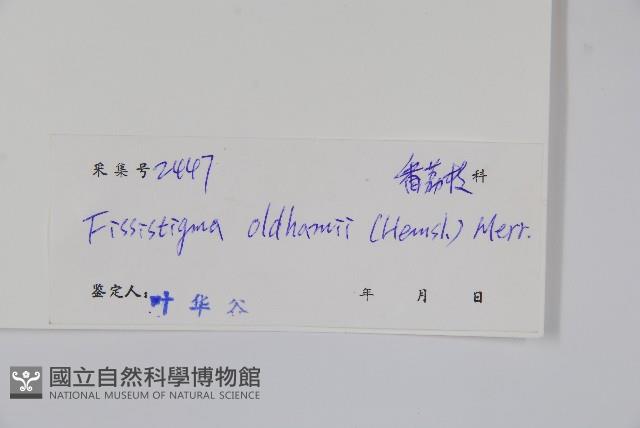 采集号 2447 番荔枝 科
Fissistigma oldhamii (Hemsl.) Merr.
鉴定人: 叶华谷 年 月 日
國立自然科學博物館
NATIONAL MUSEUM OF NATURAL SCIENCE